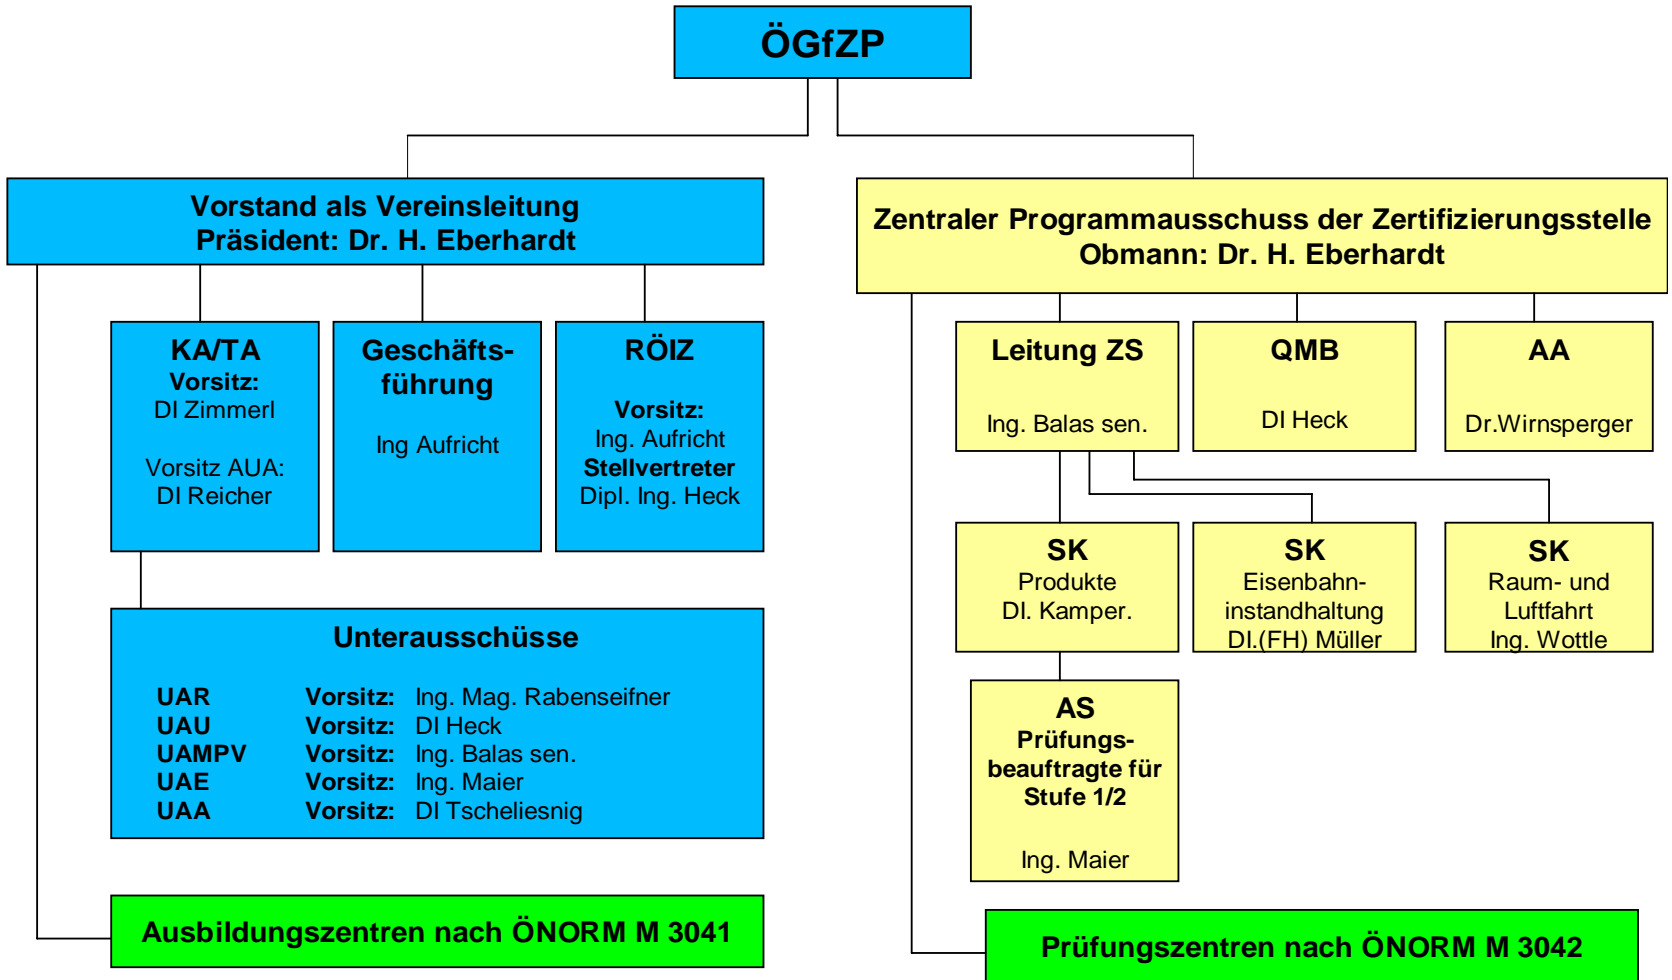 ÖGfZP
Vorstand als Vereinsleitung
Präsident: Dr. H. Eberhardt
KA/TA
Vorsitz:
DI Zimmerl
Vorsitz AUA:
DI Reicher
Geschäfts-
führung
Ing Aufricht
RÖIZ
Vorsitz:
Ing. Aufricht
Stellvertreter
Dipl. Ing. Heck
Unterausschüsse
UAR Vorsitz: Ing. Mag. Rabenseifner
UAU Vorsitz: DI Heck
UAMPV Vorsitz: Ing. Balas sen.
UAE Vorsitz: Ing. Maier
UAA Vorsitz: DI Tscheliesnig
Ausbildungszentren nach ÖNORM M 3041
Zentraler Programmausschuss der Zertifizierungsstelle
Obmann: Dr. H. Eberhardt
Leitung ZS
Ing. Balas sen.
QMB
DI Heck
AA
Dr.Wirnsperger
SK
Produkte
DI. Kamper.
SK
Eisenbahn-
instandhaltung
DI.(FH) Müller
SK
Raum- und
Luftfahrt
Ing. Wottle
AS
Prüfungs-
beauftragte für
Stufe 1/2
Ing. Maier
Prüfungszentren nach ÖNORM M 3042